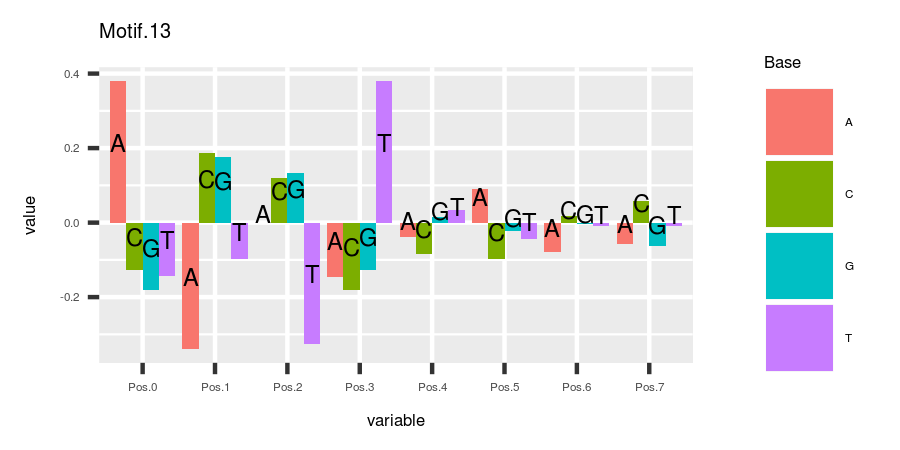 Motif.13
value
0.4
0.2
0.0
-0.2
A C G T
A C G T
A C G T
A C G T
A C G T
A C G T
A C G T
A C G T
Pos.0 Pos.1 Pos.2 Pos.3 Pos.4 Pos.5 Pos.6 Pos.7
variable
Base
A
C
G
T